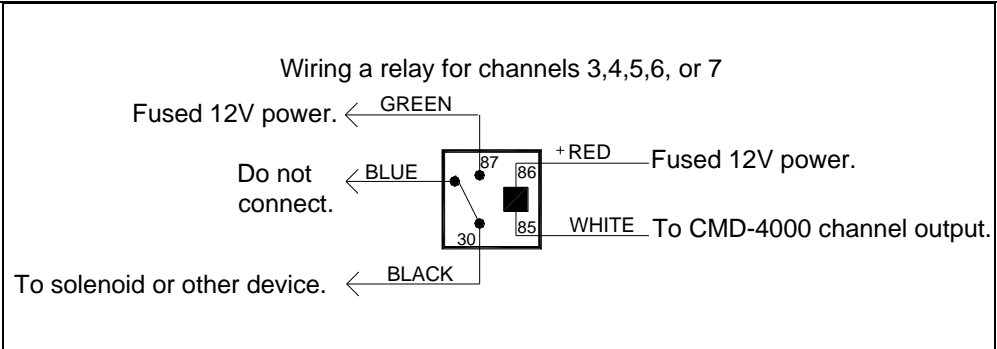 Wiring a relay for channels 3,4,5,6, or 7
Fused 12V power.
GREEN
87
86
+RED
Fused 12V power.
Do not
connect.
BLUE
30
85
WHITE
To CMD-4000 channel output.
To solenoid or other device.
BLACK